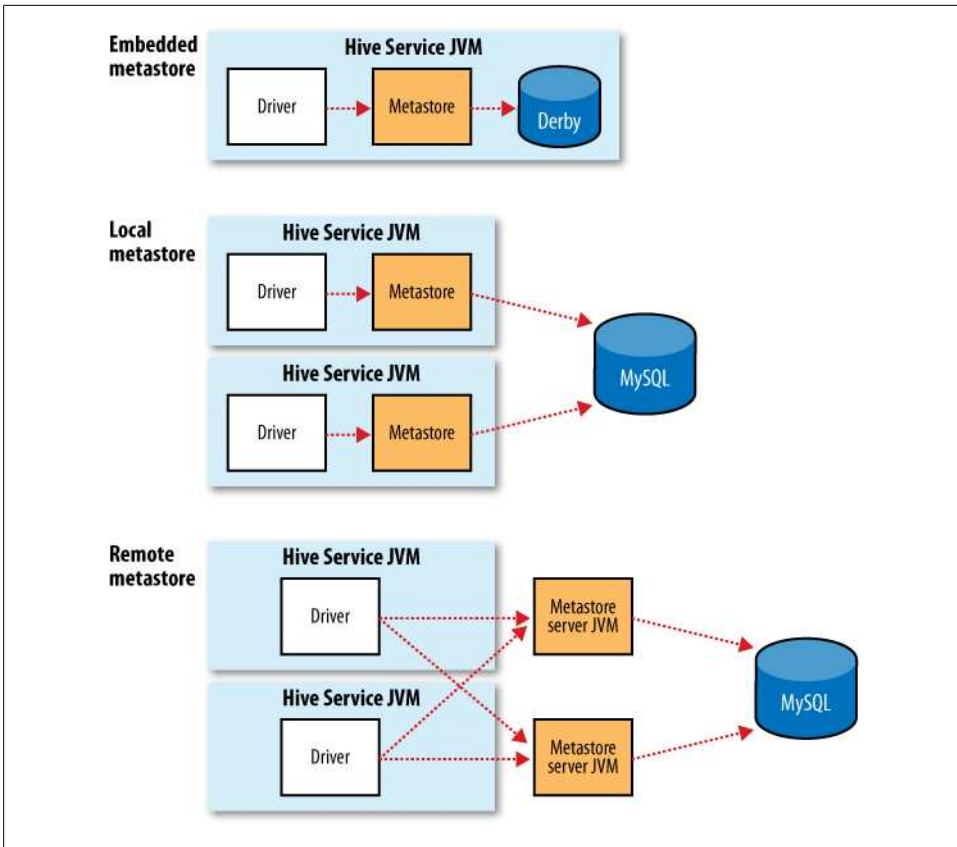 Embedded
metastore
Hive Service JVM
Driver
Metastore
Derby
Local
metastore
Hive Service JVM
Driver
Metastore
Hive Service JVM
Driver
Metastore
MySQL
Remote
metastore
Hive Service JVM
Driver
Metastore
server JVM
Hive Service JVM
Driver
Metastore
server JVM
MySQL